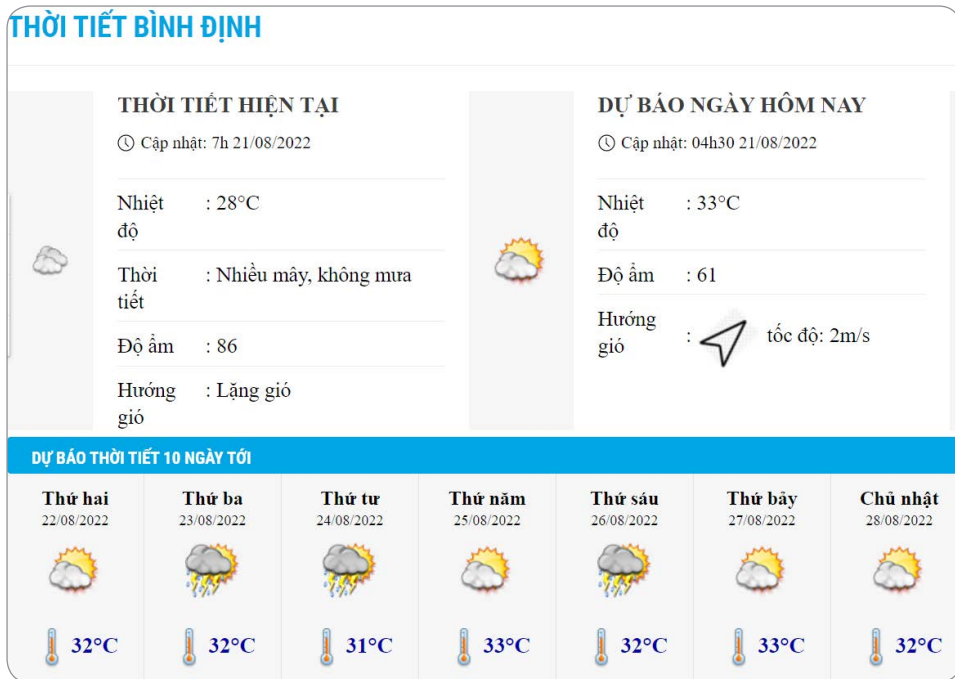 THỜI TIẾT BÌNH ĐỊNH
THỜI TIẾT HIỆN TẠI
Cập nhật: 7h 21/08/2022
Nhiệt độ : 28°C
Thời tiết : Nhiều mây, không mưa
Độ ẩm : 86
Hướng gió : Lặng gió
DỰ BÁO NGÀY HÔM NAY
Cập nhật: 04h30 21/08/2022
Nhiệt độ : 33°C
Độ ẩm : 61
Hướng gió : tốc độ: 2m/s
DỰ BÁO THỜI TIẾT 10 NGÀY TỚI
Thứ hai Thứ ba Thứ tư Thứ năm Thứ sáu Thứ bảy Chủ nhật
22/08/2022 23/08/2022 24/08/2022 25/08/2022 26/08/2022 27/08/2022 28/08/2022
32°C 32°C 31°C 33°C 32°C 33°C 32°C